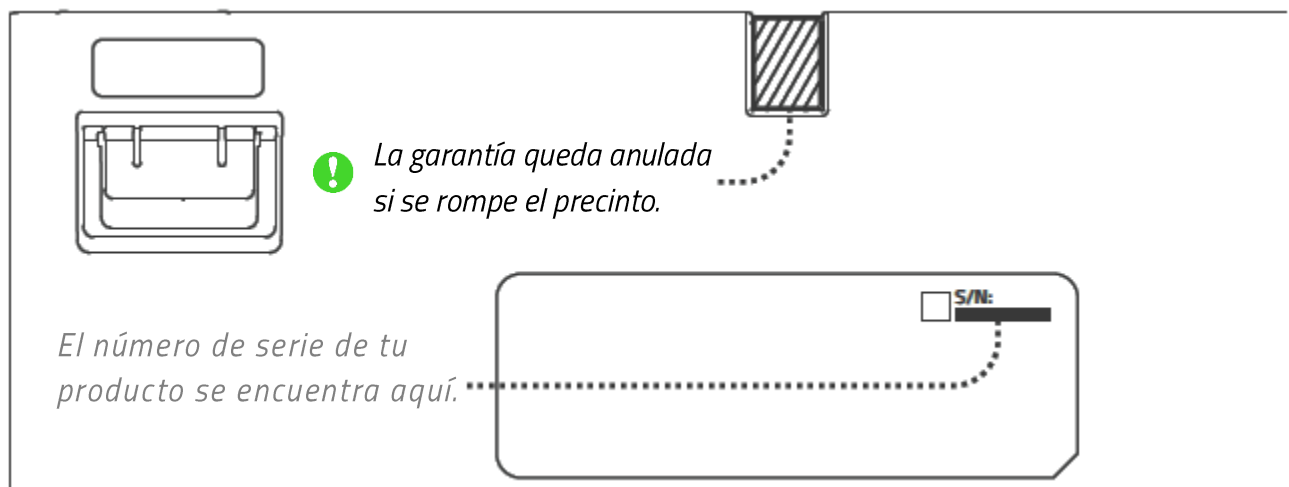 La garantía queda anulada
si se rompe el precinto.
S/N:
El número de serie de tu
producto se encuentra aquí.